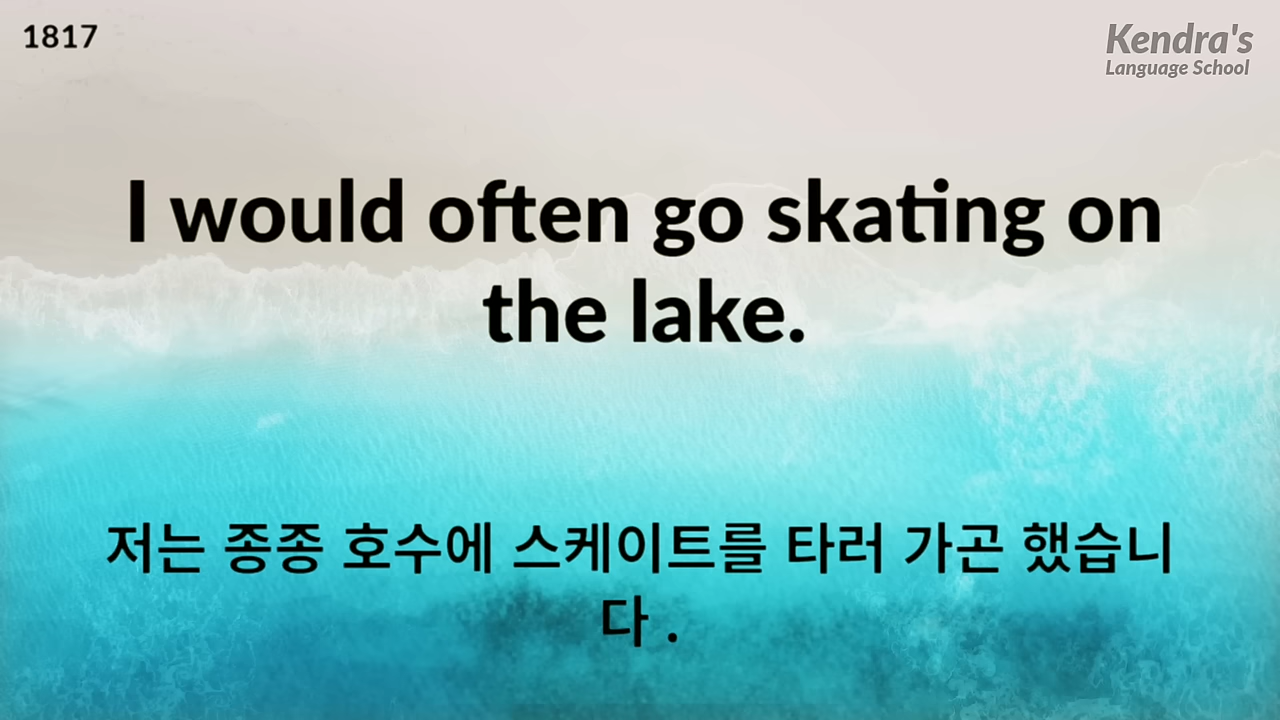 1817
Kendra's
Language School
I would often go skating on
the lake.
저는 종종 호수에 스케이트를 타러 가곤 했습니
다 .